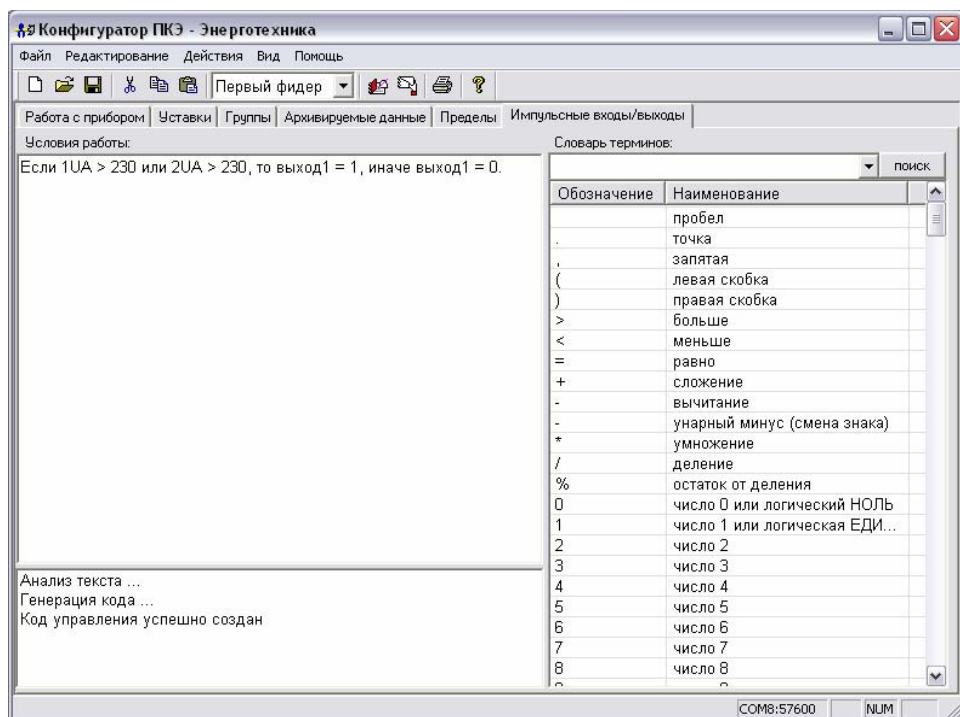 Конфигуратор ПКЭ - Энерготехника
Файл Редактирование Действия Вид Помощь
Первый фидер
Работа с прибором Уставки Группы Архивируемые данные Пределы Импульсные входы/выходы
Условия работы:
Если 1UA > 230 или 2UA > 230, то выход1 = 1, иначе выход1 = 0.
Словарь терминов:
поиск
Обозначение Наименование
пробел
. точка
, запятая
( левая скобка
) правая скобка
> больше
< меньше
= равно
+ сложение
- вычитание
- унарный минус (смена знака)
* умножение
/ деление
% остаток от деления
0 число 0 или логический НОЛЬ
1 число 1 или логическая ЕДИ...
2 число 2
3 число 3
4 число 4
5 число 5
6 число 6
7 число 7
8 число 8
Анализ текста ...
Генерация кода ...
Код управления успешно создан
COM8:57600 NUM